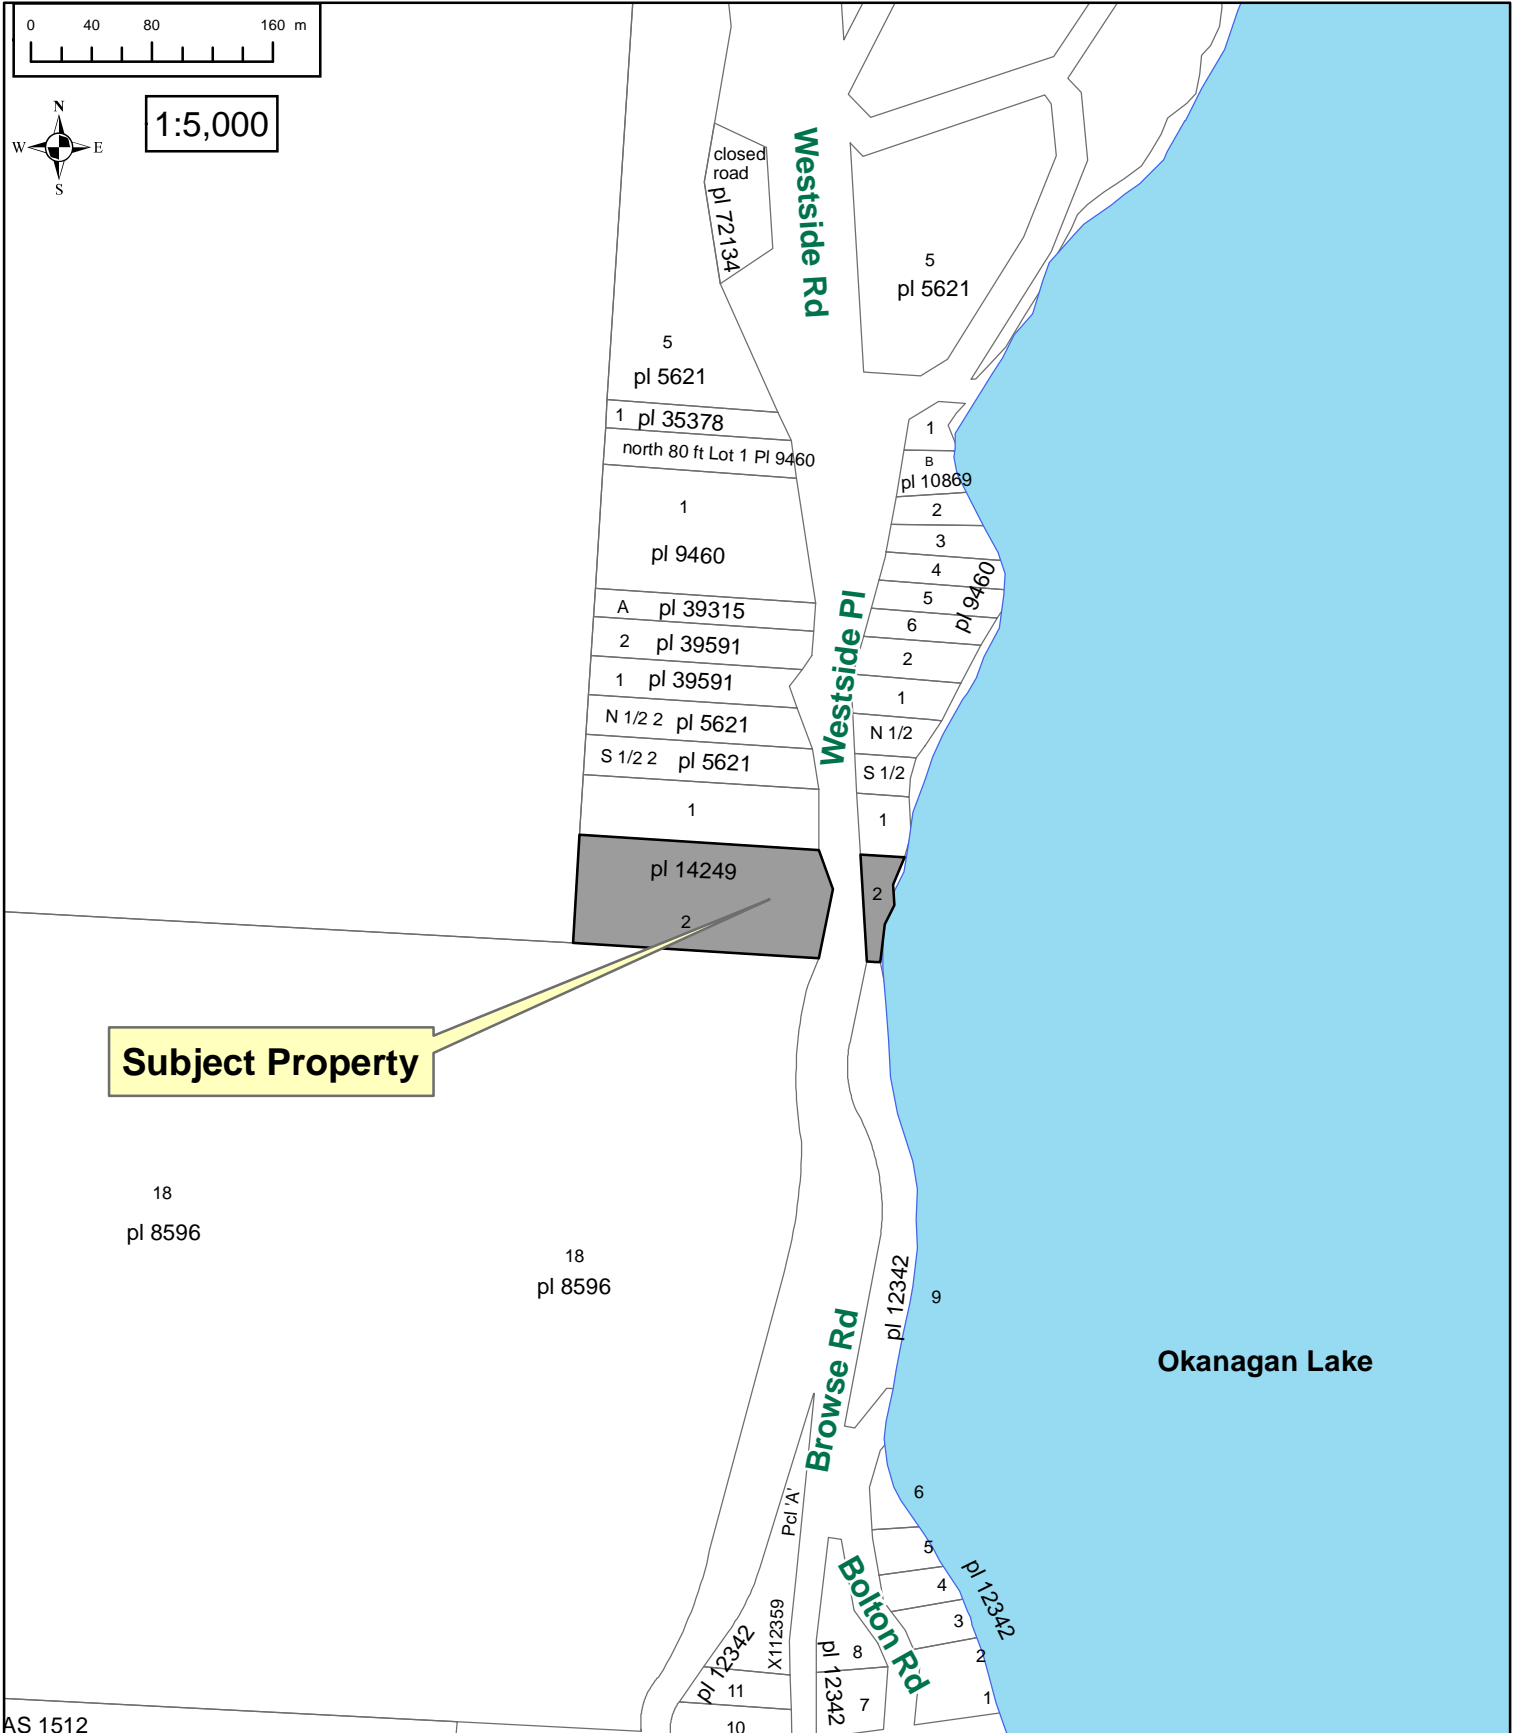 0 40 80 160 m
N
W E
S
1:5,000
closed
road
pl 72134
Westside Rd
5
pl 5621
5
pl 5621
1 pl 35378
north 80 ft Lot 1 Pl 9460
1
pl 9460
A pl 39315
2 pl 39591
1 pl 39591
N 1/2 2 pl 5621
S 1/2 2 pl 5621
1
pl 14249
2
1
B
pl 10869
2
3
4
5
6
pl 9460
2
1
N 1/2
S 1/2
1
2
Westside Pl
Subject Property
18
pl 8596
18
pl 8596
pl 12342
9
Okanagan Lake
Browse Rd
Pcl 'A'
X112359
6
5
4
3
2
1
pl 12342
Bolton Rd
8
7
pl 12342
pl 12342
11
10
AS 1512